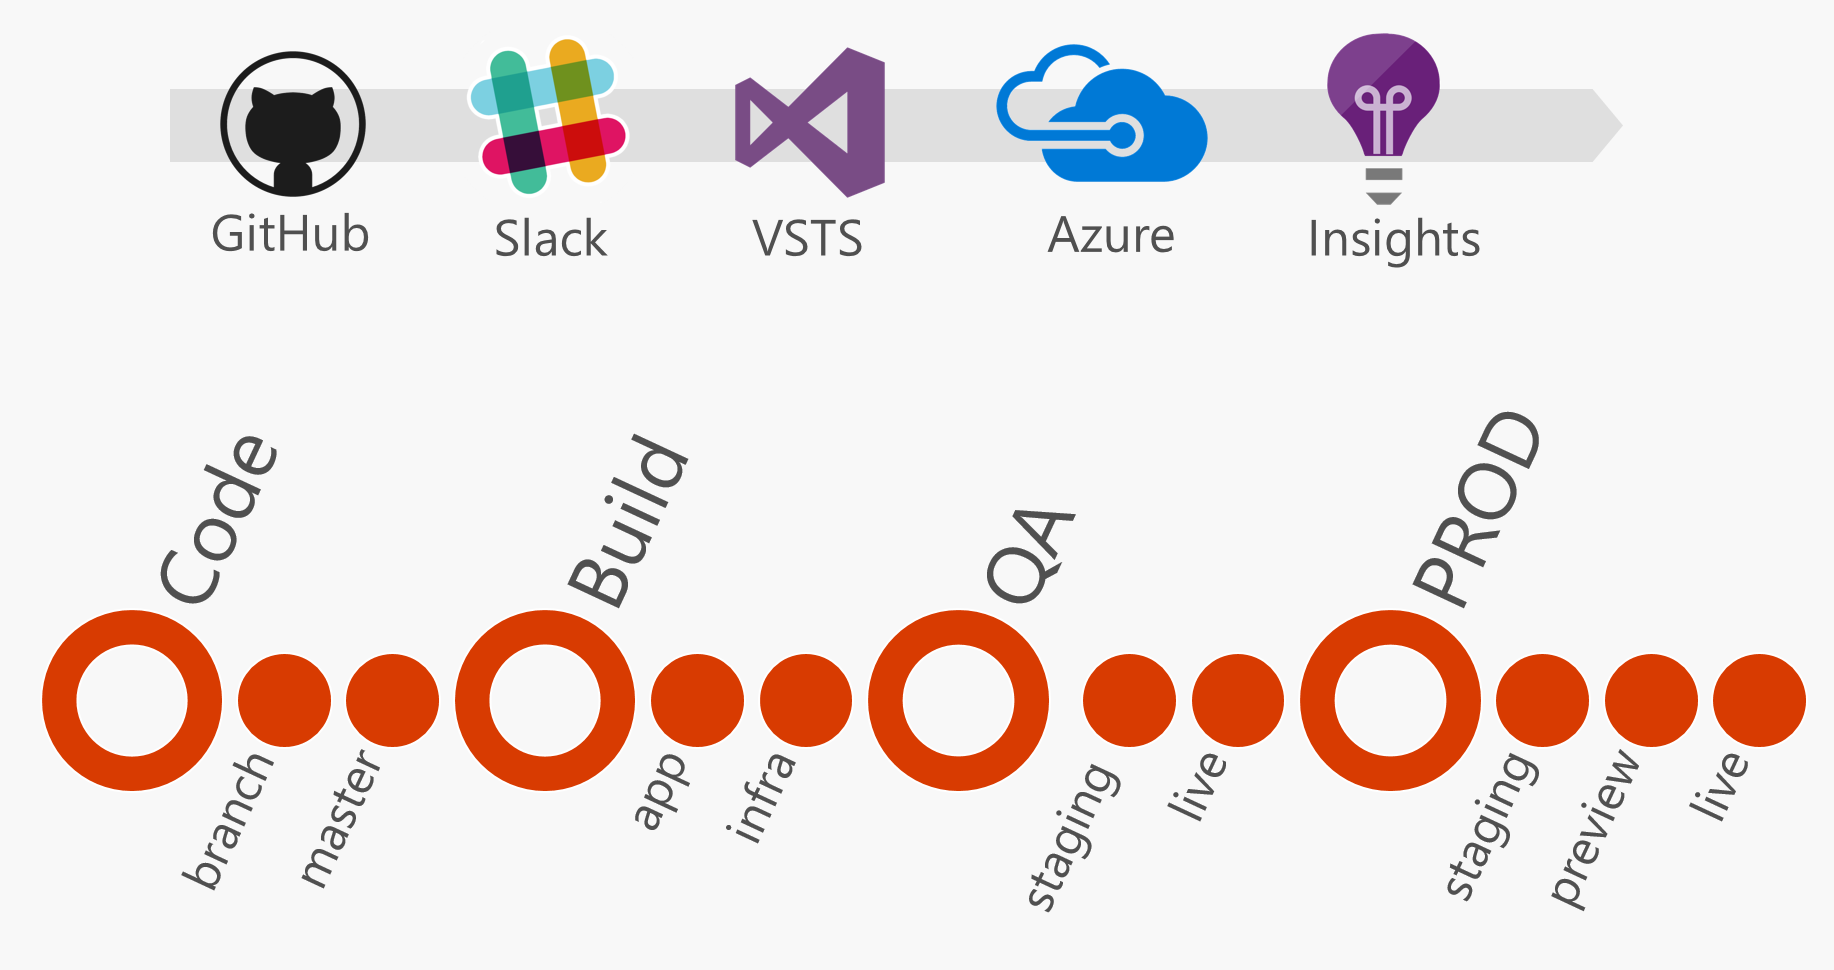 GitHub
Slack
VSTS
Azure
Insights
Code
Build
QA
PROD
branch
master
app
infra
staging
live
staging
preview
live